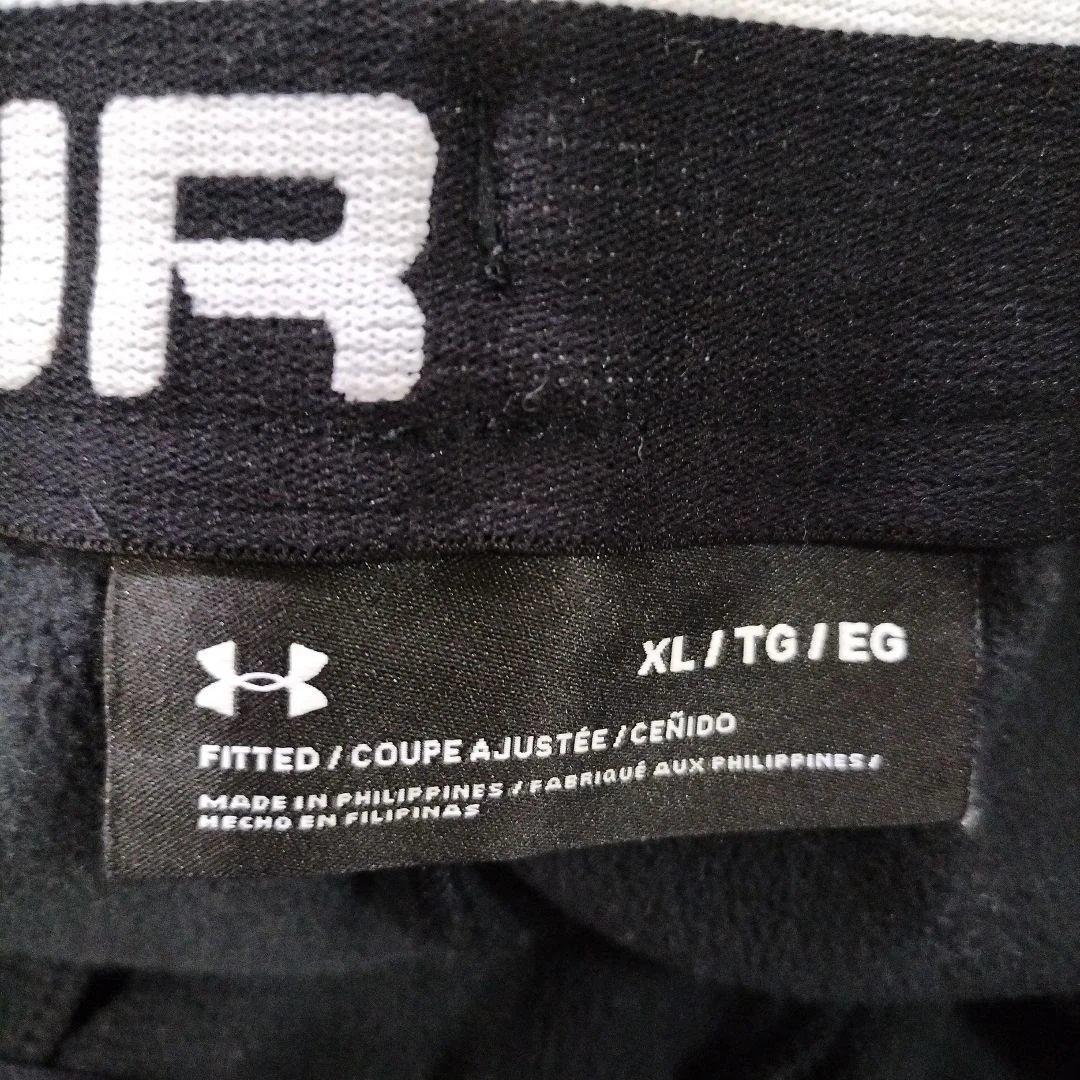 UR
XL / TG / EG
FITTED / COUPE AJUSTÉE / CEÑIDO
MADE IN PHILIPPINES / FABRIQUÉ AUX PHILIPPINES /
HECHO EN FILIPINAS